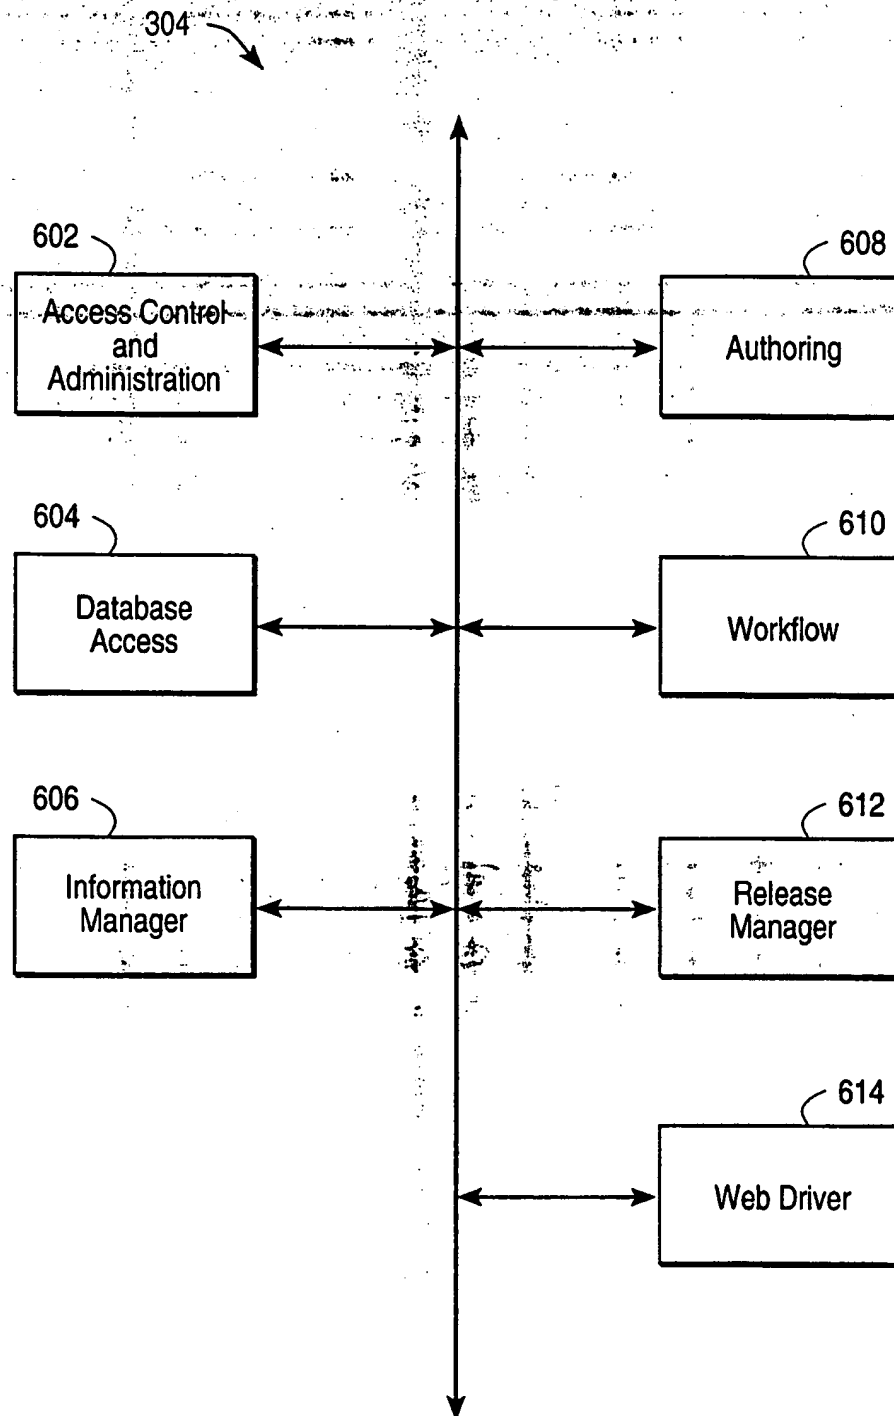 304
602
Access Control
and
Administration
608
Authoring
604
Database
Access
610
Workflow
606
Information
Manager
612
Release
Manager
614
Web Driver